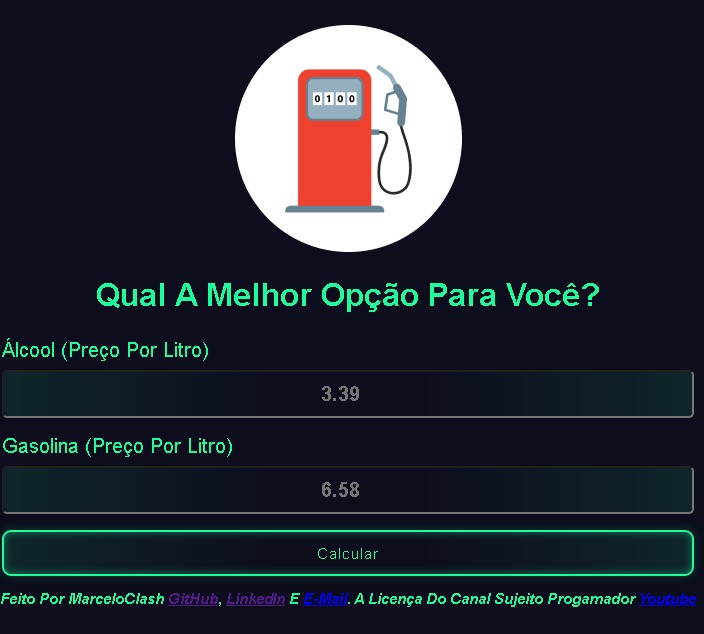 0100
Qual A Melhor Opção Para Você?
Álcool (Preço Por Litro)
3.39
Gasolina (Preço Por Litro)
6.58
Calcular
Feito Por MarceloClash GitHub, LinkedIn E E-Mail. A Licença Do Canal Sujeito Progamador Youtube